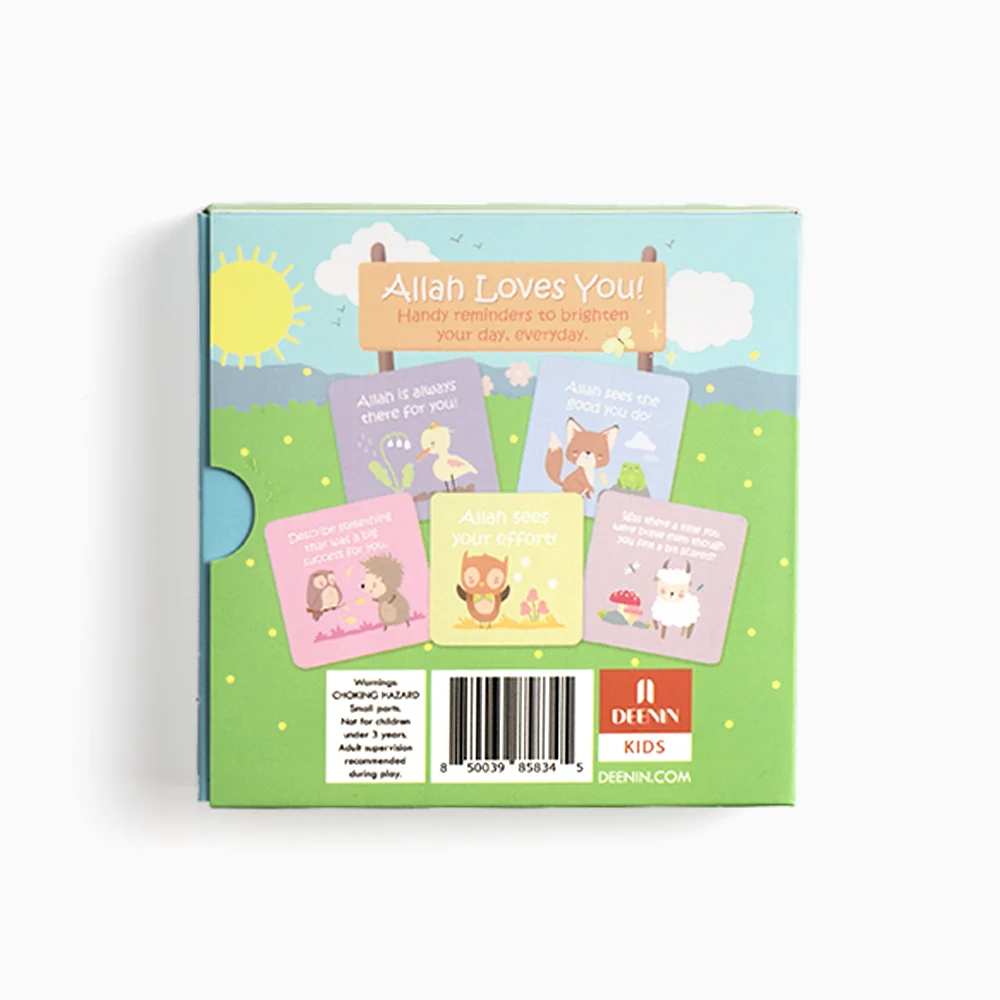 Allah Loves You!
Handy reminders to brighten
your day, everyday.
Allah is always
there for you!
Allah sees the
good you do!
Describe something
that was a big
success for you.
Allah sees
your effort!
Was there a time you
were brave even though
you felt a bit scared?
Warnings:
CHOKING HAZARD
Small parts.
Not for children
under 3 years.
Adult supervision
recommended
during play.
8 50039 85834 5
DEENIN
KIDS
DEENIN.COM